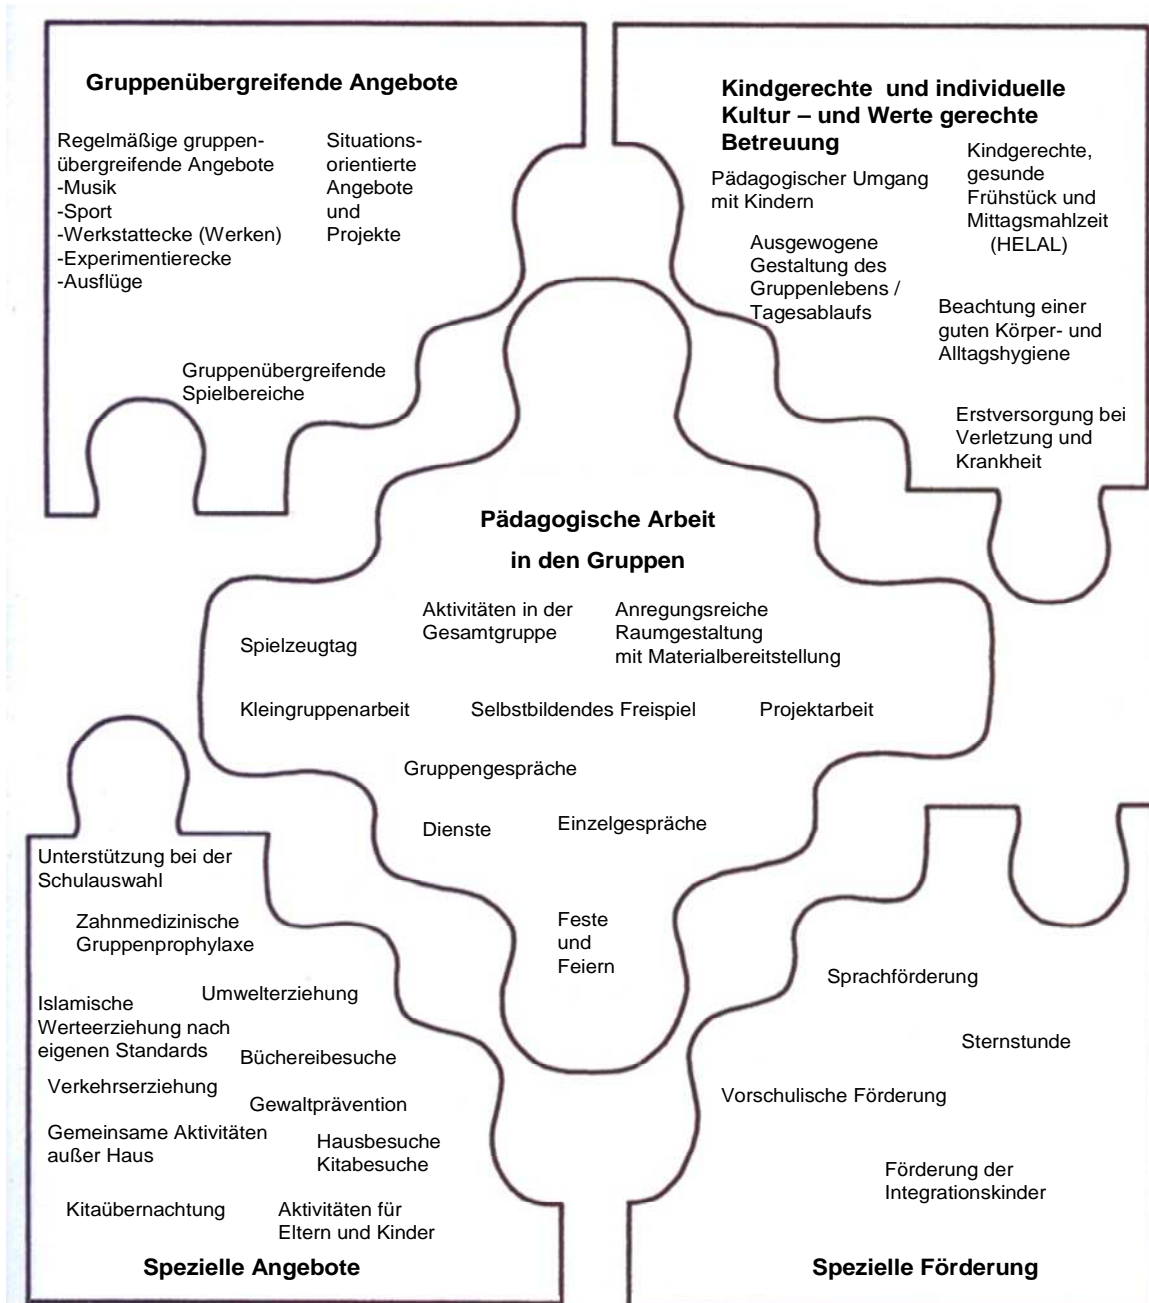 Gruppenübergreifende Angebote
Regelmäßige gruppen-
übergreifende Angebote
-Musik
-Sport
-Werkstattecke (Werken)
-Experimentierecke
-Ausflüge
Situations-
orientierte
Angebote
und
Projekte
Gruppenübergreifende
Spielbereiche
Kindgerechte und individuelle
Kultur – und Werte gerechte
Betreuung
Pädagogischer Umgang
mit Kindern
Kindgerechte,
gesunde
Frühstück und
Mittagsmahlzeit
(HELAL)
Ausgewogene
Gestaltung des
Gruppenlebens /
Tagesablaufs
Beachtung einer
guten Körper- und
Alltagshygiene
Erstversorgung bei
Verletzung und
Krankheit
Pädagogische Arbeit
in den Gruppen
Aktivitäten in der
Gesamtgruppe
Anregungsreiche
Raumgestaltung
mit Materialbereitstellung
Spielzeugtag
Kleingruppenarbeit
Selbstbildendes Freispiel
Projektarbeit
Gruppengespräche
Dienste
Einzelgespräche
Feste
und
Feiern
Unterstützung bei der
Schulauswahl
Zahnmedizinische
Gruppenprophylaxe
Umwelterziehung
Islamische
Werteerziehung nach
eigenen Standards
Büchereibesuche
Verkehrserziehung
Gewaltprävention
Gemeinsame Aktivitäten
außer Haus
Hausbesuche
Kitabesuche
Kitaübernachtung
Aktivitäten für
Eltern und Kinder
Spezielle Angebote
Sprachförderung
Sternstunde
Vorschulische Förderung
Förderung der
Integrationskinder
Spezielle Förderung